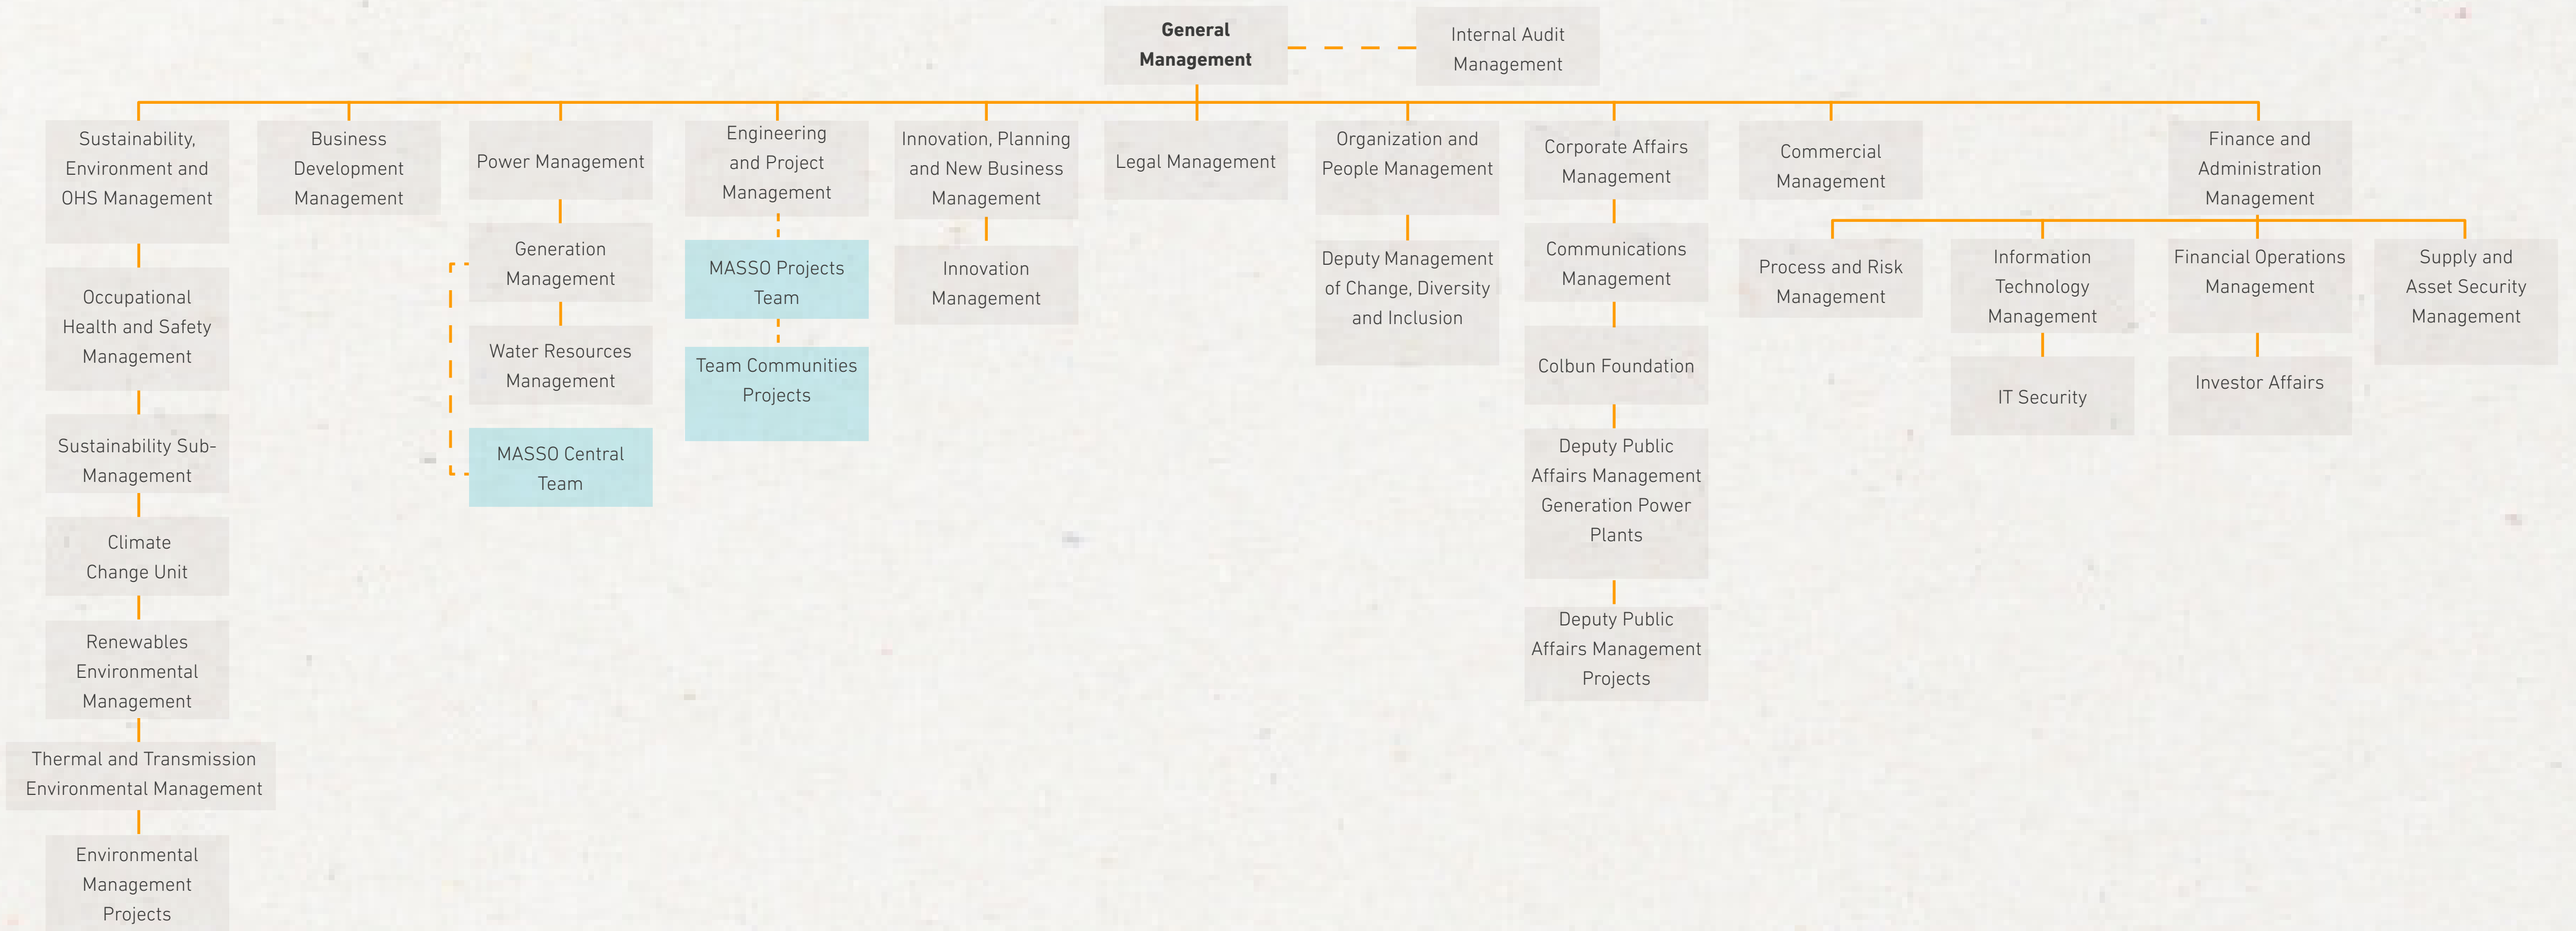 General
Management
Internal Audit
Management
Sustainability,
Environment and
OHS Management
Business
Development
Management
Power Management
Engineering
and Project
Management
Innovation, Planning
and New Business
Management
Legal Management
Organization and
People Management
Corporate Affairs
Management
Commercial
Management
Finance and
Administration
Management
Occupational
Health and Safety
Management
Sustainability Sub-
Management
Climate
Change Unit
Renewables
Environmental
Management
Thermal and Transmission
Environmental Management
Environmental
Management
Projects
Generation
Management
Water Resources
Management
MASSO Central
Team
MASSO Projects
Team
Team Communities
Projects
Innovation
Management
Deputy Management
of Change, Diversity
and Inclusion
Communications
Management
Colbun Foundation
Deputy Public
Affairs Management
Generation Power
Plants
Deputy Public
Affairs Management
Projects
Process and Risk
Management
Information
Technology
Management
IT Security
Financial Operations
Management
Investor Affairs
Supply and
Asset Security
Management